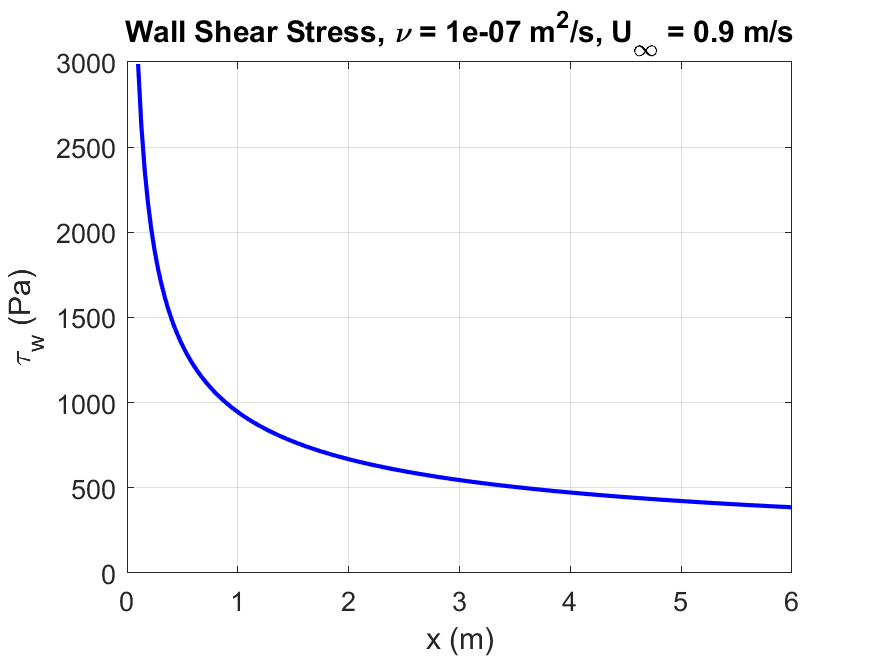 Wall Shear Stress, ν = 1e-07 m²/s, U∞ = 0.9 m/s
3000
2500
2000
1500
1000
500
0
τw (Pa)
0 1 2 3 4 5 6
x (m)